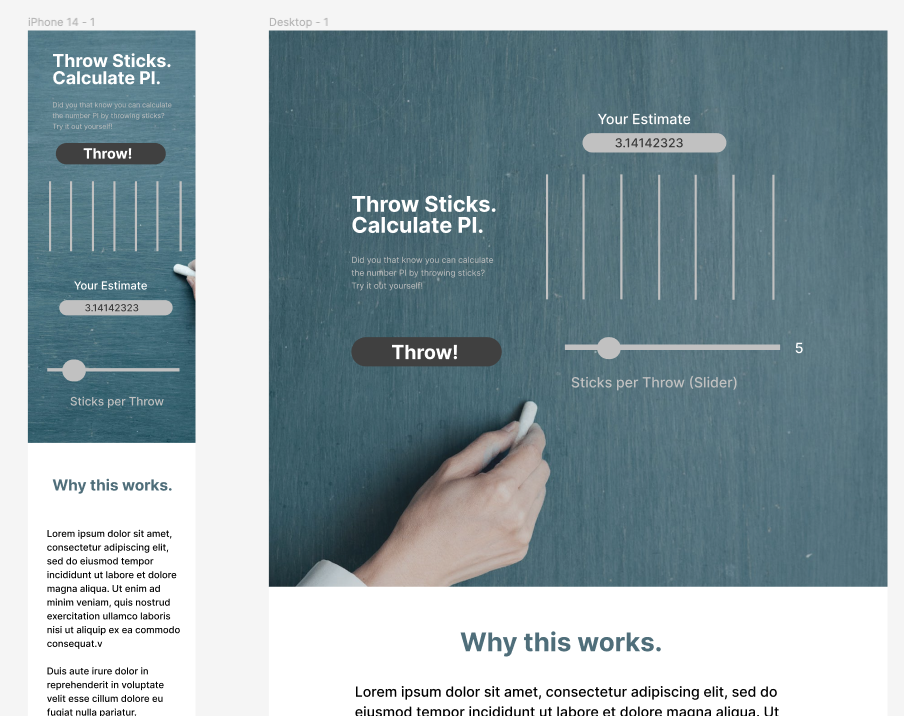 iPhone 14 - 1
Throw Sticks.
Calculate PI.
Did you that know you can calculate
the number PI by throwing sticks?
Try it out yourself!
Throw!
Your Estimate
3.14142323
Sticks per Throw
Why this works.
Lorem ipsum dolor sit amet,
consectetur adipiscing elit,
sed do eiusmod tempor
incididunt ut labore et dolore
magna aliqua. Ut enim ad
minim veniam, quis nostrud
exercitation ullamco laboris
nisi ut aliquip ex ea commodo
consequat.v
Duis aute irure dolor in
reprehenderit in voluptate
velit esse cillum dolore eu
fugiat nulla pariatur.
Desktop - 1
Your Estimate
3.14142323
Throw Sticks.
Calculate PI.
Did you that know you can calculate
the number PI by throwing sticks?
Try it out yourself!
Throw!
5
Sticks per Throw (Slider)
Why this works.
Lorem ipsum dolor sit amet, consectetur adipiscing elit, sed do
eiusmod tempor incididunt ut labore et dolore magna aliqua. Ut